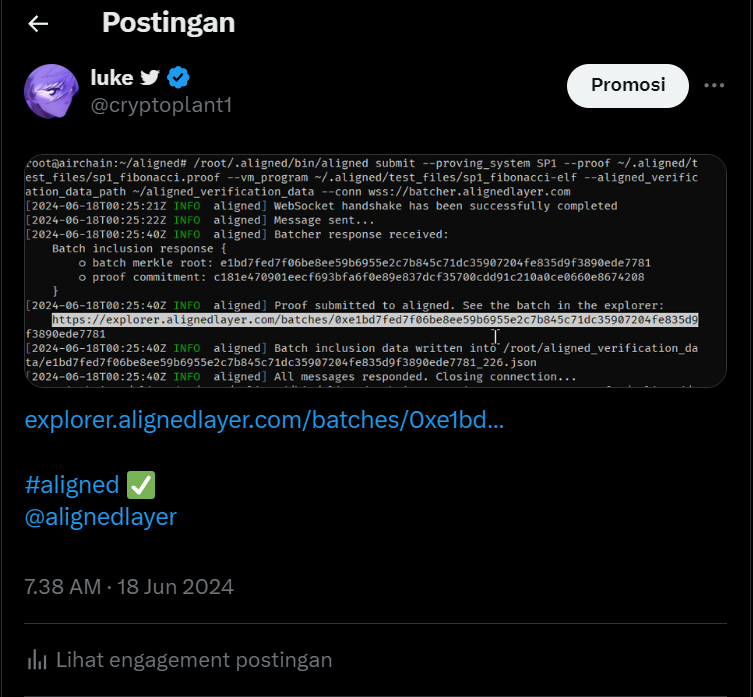 Postingan
luke
@cryptoplant1
Promosi
root@airchain:~/aligned# /root/.aligned/bin/aligned submit --proving_system SP1 --proof ~/.aligned/t
est_files/sp1_fibonacci.proof --vm_program ~/.aligned/test_files/sp1_fibonacci-elf --aligned_verific
ation_data_path ~/aligned_verification_data --conn wss://batcher.alignedlayer.com
[2024-06-18T00:25:21Z INFO  aligned] WebSocket handshake has been successfully completed
[2024-06-18T00:25:22Z INFO  aligned] Message sent...
[2024-06-18T00:25:40Z INFO  aligned] Batcher response received:
Batch inclusion response {
o batch merkle root: e1bd7fed7f06be8ee59b6955e2c7b845c71dc35907204fe835d9f3890ede7781
o proof commitment: c181e470901eecf693bfa6f0e89e837dcf35700cdd91c210a0ce0660e8674208
}
[2024-06-18T00:25:40Z INFO  aligned] Proof submitted to aligned. See the batch in the explorer:
https://explorer.alignedlayer.com/batches/0xe1bd7fed7f06be8ee59b6955e2c7b845c71dc35907204fe835d9
f3890ede7781
[2024-06-18T00:25:40Z INFO  aligned] Batch inclusion data written into /root/aligned_verification_da
ta/e1bd7fed7f06be8ee59b6955e2c7b845c71dc35907204fe835d9f3890ede7781_226.json
[2024-06-18T00:25:40Z INFO  aligned] All messages responded. Closing connection...
explorer.alignedlayer.com/batches/0xe1bd…
#aligned ✅
@alignedlayer
7.38 AM · 18 Jun 2024
Lihat engagement postingan